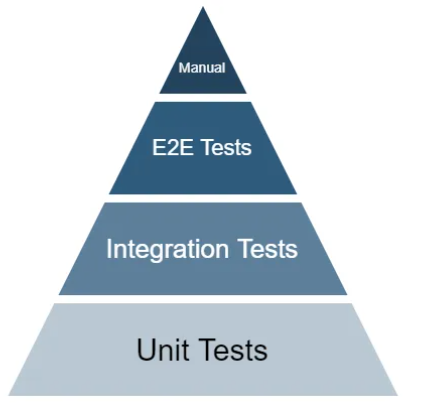 Manual
E2E Tests
Integration Tests
Unit Tests